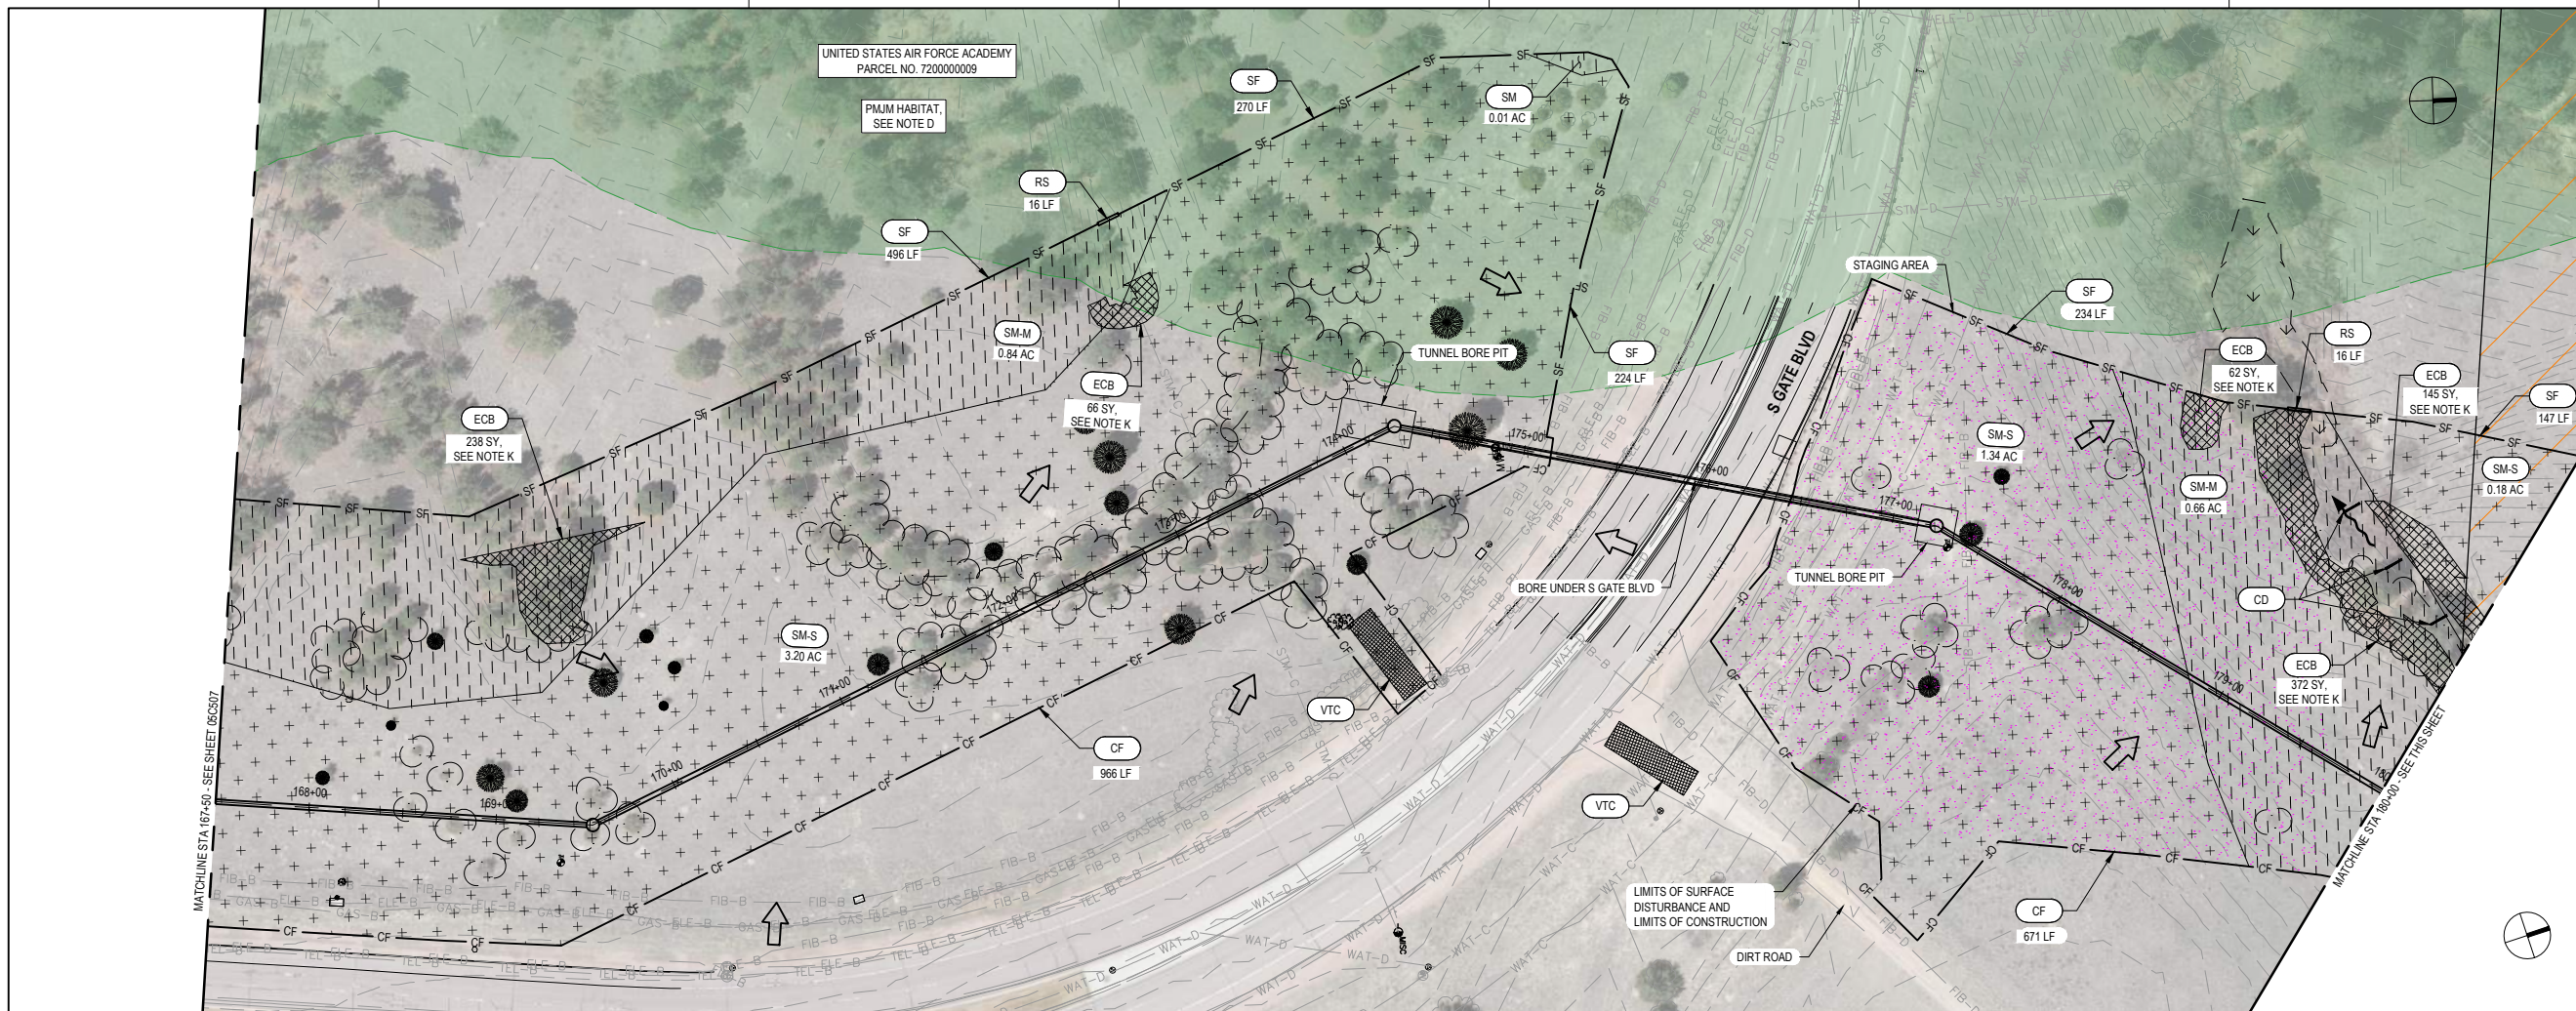 UNITED STATES AIR FORCE ACADEMY
PARCEL NO. 7200000009
PMJM HABITAT,
SEE NOTE D
SF
270 LF
SM
0.01 AC
RS
16 LF
SF
496 LF
SM-M
0.84 AC
ECB
66 SY,
SEE NOTE K
ECB
238 SY,
SEE NOTE K
TUNNEL BORE PIT
SF
224 LF
S GATE BLVD
STAGING AREA
SF
234 LF
ECB
62 SY,
SEE NOTE K
RS
16 LF
ECB
145 SY,
SEE NOTE K
SF
147 LF
SM-S
1.34 AC
SM-M
0.66 AC
SM-S
0.18 AC
SM-S
3.20 AC
BORE UNDER S GATE BLVD
TUNNEL BORE PIT
CD
ECB
372 SY,
SEE NOTE K
VTC
CF
966 LF
VTC
LIMITS OF SURFACE
DISTURBANCE AND
LIMITS OF CONSTRUCTION
DIRT ROAD
CF
671 LF
MATCHLINE STA 167+50 - SEE SHEET 05C507
MATCHLINE STA 180+00 - SEE THIS SHEET
168+00
170+00
171+00
172+00
173+00
174+00
175+00
176+00
177+00
178+00
179+00
MISC